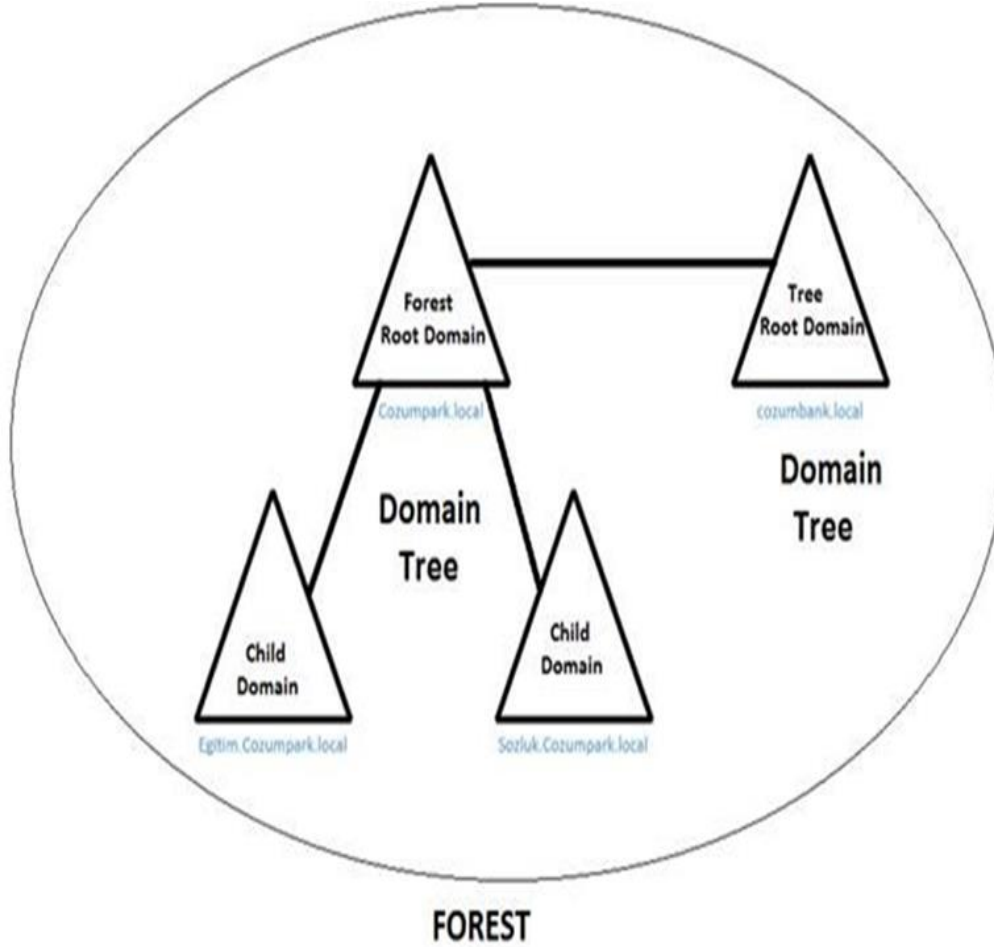 Forest
Root Domain
Cozumpark.local
Tree
Root Domain
cozumbank.local
Domain
Tree
Domain
Tree
Child
Domain
Egitim.Cozumpark.local
Child
Domain
Sozluk.Cozumpark.local
FOREST